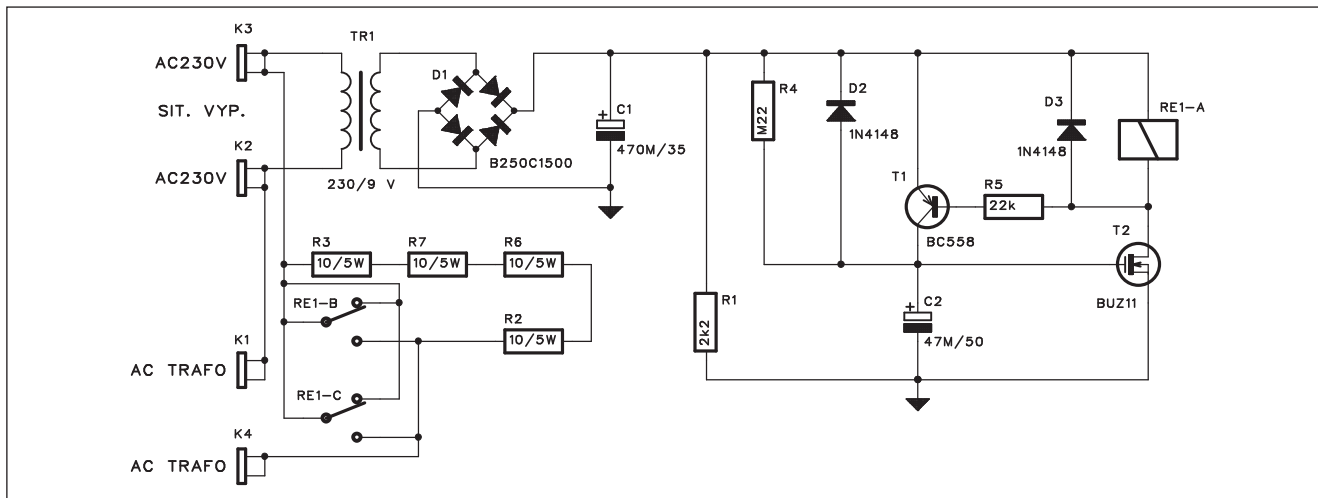 K3
AC230V
SIT. VYP.
K2
AC230V
TR1
230/9 V
D1
B250C1500
C1
+
470M/35
R4
M22
D2
1N4148
D3
1N4148
RE1-A
T1
BC558
R5
22k
T2
BUZ11
R1
2k2
C2
+
47M/50
R3
10/5W
R7
10/5W
R6
10/5W
RE1-B
R2
10/5W
K1
AC TRAFO
RE1-C
K4
AC TRAFO